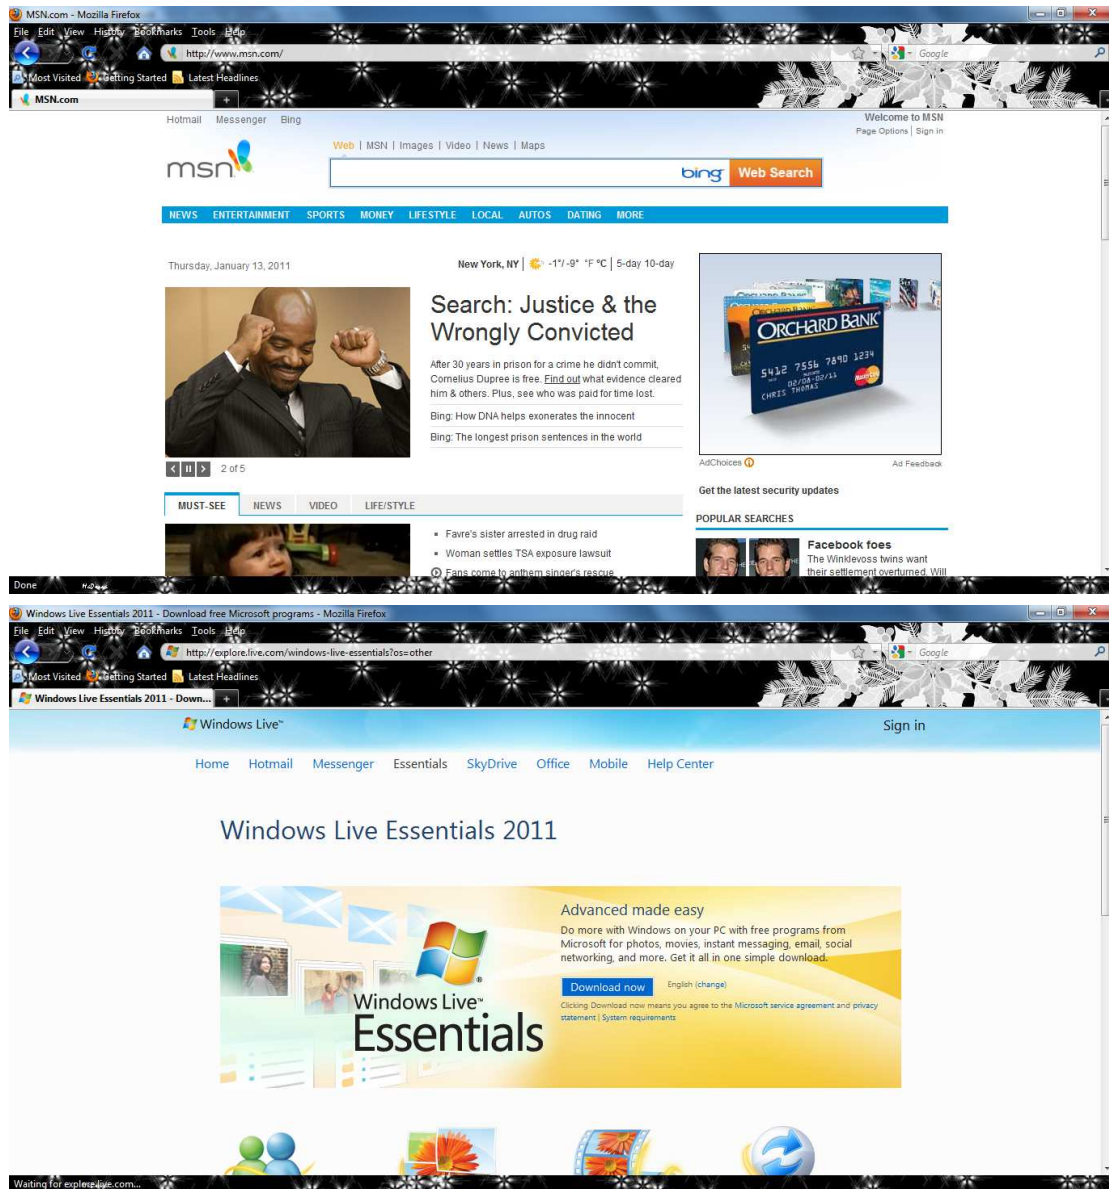 MSN.com - Mozilla Firefox
File Edit View History Bookmarks Tools Help
http://www.msn.com/
Google
Most Visited Getting Started Latest Headlines
MSN.com
Hotmail Messenger Bing
Welcome to MSN
Page Options | Sign in
Web | MSN | Images | Video | News | Maps
msn
bing Web Search
NEWS ENTERTAINMENT SPORTS MONEY LIFESTYLE LOCAL AUTOS DATING MORE
Thursday, January 13, 2011
New York, NY | -1°/-9° °F °C | 5-day 10-day
Search: Justice & the
Wrongly Convicted
After 30 years in prison for a crime he didn't commit,
Cornelius Dupree is free. Find out what evidence cleared
him & others. Plus, see who was paid for time lost.
Bing: How DNA helps exonerates the innocent
Bing: The longest prison sentences in the world
2 of 5
ORCHARD BANK
5412 7556 7890 1234
02/08-02/11
CHRIS THOMAS
MasterCard
AdChoices
Ad Feedback
Get the latest security updates
MUST-SEE NEWS VIDEO LIFE/STYLE
Favre's sister arrested in drug raid
Woman settles TSA exposure lawsuit
Fans come to anthem singer's rescue
POPULAR SEARCHES
Facebook foes
The Winklevoss twins want
their settlement overturned. Will
Done
Windows Live Essentials 2011 - Download free Microsoft programs - Mozilla Firefox
File Edit View History Bookmarks Tools Help
http://explore.live.com/windows-live-essentials?os=other
Google
Most Visited Getting Started Latest Headlines
Windows Live Essentials 2011 - Down...
Windows Live™
Sign in
Home Hotmail Messenger Essentials SkyDrive Office Mobile Help Center
Windows Live Essentials 2011
Windows Live™
Essentials
Advanced made easy
Do more with Windows on your PC with free programs from
Microsoft for photos, movies, instant messaging, email, social
networking, and more. Get it all in one simple download.
Download now English (change)
Clicking Download now means you agree to the Microsoft service agreement and privacy
statement | System requirements
Waiting for explore.live.com...